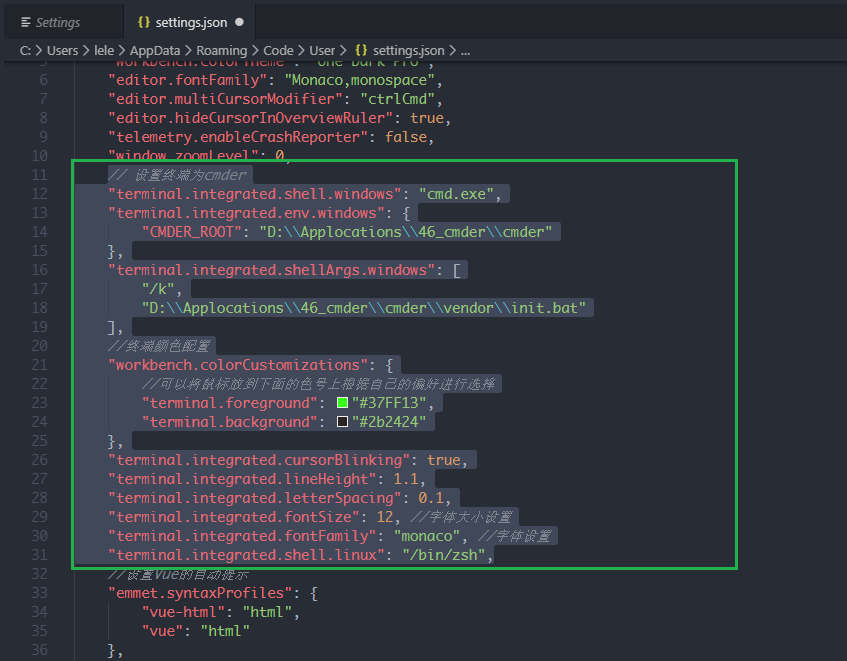 Settings
{} settings.json ●
C: > Users > lele > AppData > Roaming > Code > User > {} settings.json > ...
5 "workbench.colorTheme": "One Dark Pro",
6 "editor.fontFamily": "Monaco,monospace",
7 "editor.multiCursorModifier": "ctrlCmd",
8 "editor.hideCursorInOverviewRuler": true,
9 "telemetry.enableCrashReporter": false,
10 "window.zoomLevel": 0,
11 // 设置终端为cmder
12 "terminal.integrated.shell.windows": "cmd.exe",
13 "terminal.integrated.env.windows": {
14 "CMDER_ROOT": "D:\\Applocations\\46_cmder\\cmder"
15 },
16 "terminal.integrated.shellArgs.windows": [
17 "/k",
18 "D:\\Applocations\\46_cmder\\cmder\\vendor\\init.bat"
19 ],
20 //终端颜色配置
21 "workbench.colorCustomizations": {
22 //可以将鼠标放到下面的色号上根据自己的偏好进行选择
23 "terminal.foreground": "#37FF13",
24 "terminal.background": "#2b2424"
25 },
26 "terminal.integrated.cursorBlinking": true,
27 "terminal.integrated.lineHeight": 1.1,
28 "terminal.integrated.letterSpacing": 0.1,
29 "terminal.integrated.fontSize": 12, //字体大小设置
30 "terminal.integrated.fontFamily": "monaco", //字体设置
31 "terminal.integrated.shell.linux": "/bin/zsh",
32 //设置Vue的自动提示
33 "emmet.syntaxProfiles": {
34 "vue-html": "html",
35 "vue": "html"
36 },